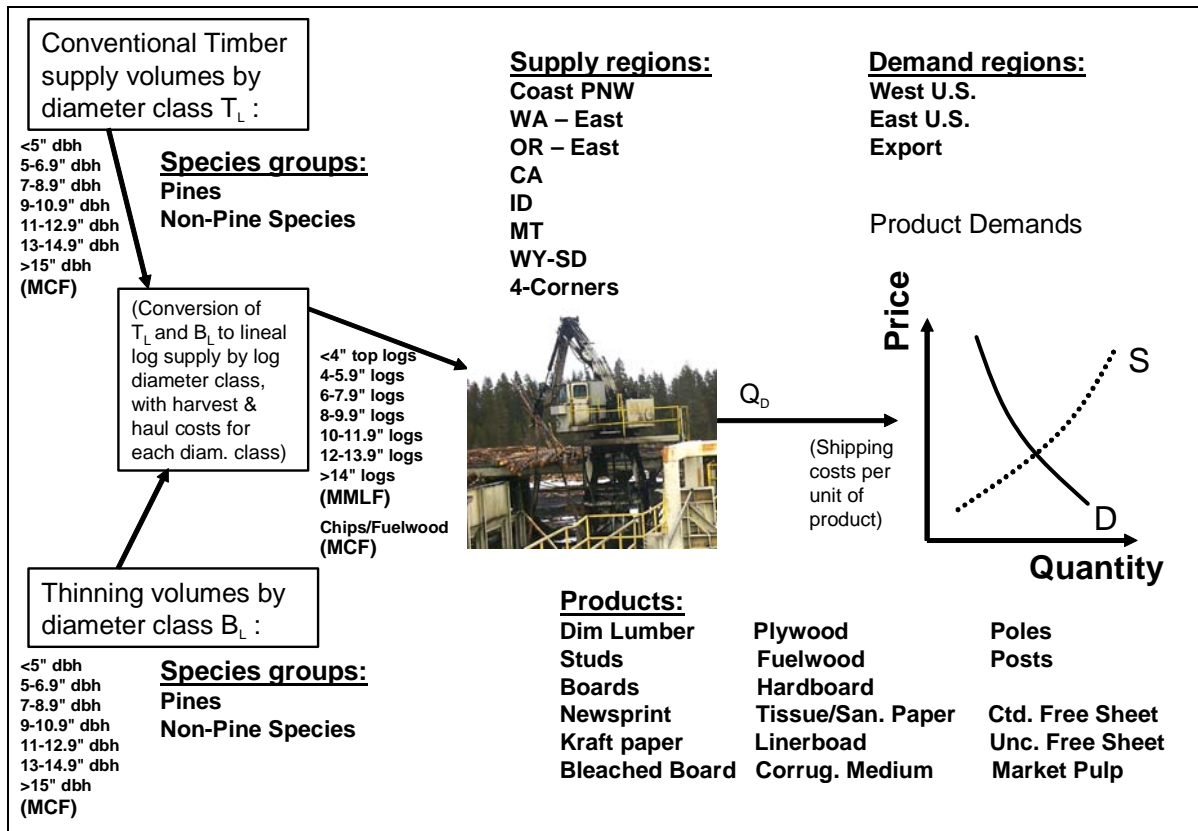 Conventional Timber
supply volumes by
diameter class T_L :
<5" dbh
5-6.9" dbh
7-8.9" dbh
9-10.9" dbh
11-12.9" dbh
13-14.9" dbh
>15" dbh
(MCF)
Species groups:
Pines
Non-Pine Species
(Conversion of
T_L and B_L to lineal
log supply by log
diameter class,
with harvest &
haul costs for
each diam. class)
Thinning volumes by
diameter class B_L :
<5" dbh
5-6.9" dbh
7-8.9" dbh
9-10.9" dbh
11-12.9" dbh
13-14.9" dbh
>15" dbh
(MCF)
Species groups:
Pines
Non-Pine Species
<4" top logs
4-5.9" logs
6-7.9" logs
8-9.9" logs
10-11.9" logs
12-13.9" logs
>14" logs
(MMLF)
Chips/Fuelwood
(MCF)
Supply regions:
Coast PNW
WA – East
OR – East
CA
ID
MT
WY-SD
4-Corners
Demand regions:
West U.S.
East U.S.
Export
Q_D
(Shipping
costs per
unit of
product)
Product Demands
Price
S
D
Quantity
Products:
Dim Lumber Plywood Poles
Studs Fuelwood Posts
Boards Hardboard
Newsprint Tissue/San. Paper Ctd. Free Sheet
Kraft paper Linerboad Unc. Free Sheet
Bleached Board Corrug. Medium Market Pulp